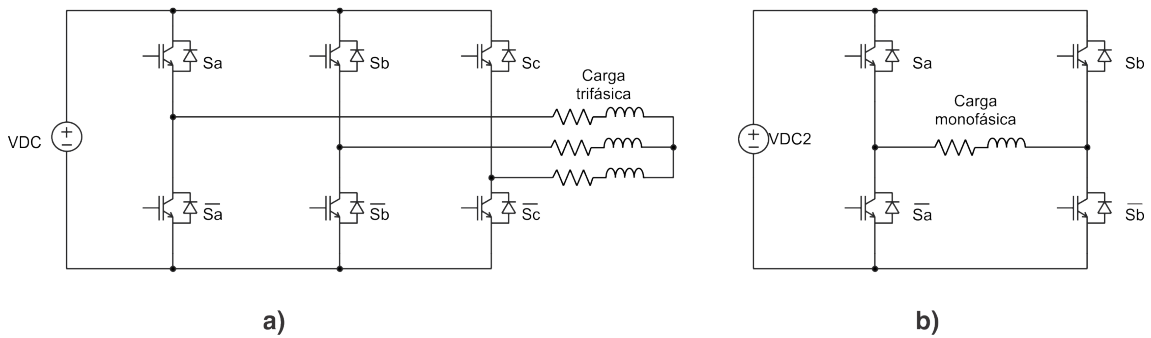 Sa
Sb
Sc
Carga
trifásica
VDC
Sa
Sb
Sc
a)
Sa
Sb
Carga
monofásica
VDC2
Sa
Sb
b)